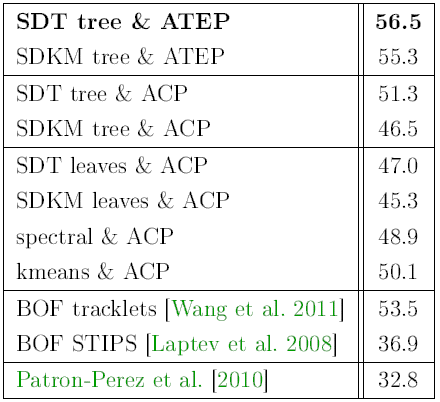 SDT tree & ATEP 56.5
SDKM tree & ATEP 55.3
SDT tree & ACP 51.3
SDKM tree & ACP 46.5
SDT leaves & ACP 47.0
SDKM leaves & ACP 45.3
spectral & ACP 48.9
kmeans & ACP 50.1
BOF tracklets [Wang et al. 2011] 53.5
BOF STIPS [Laptev et al. 2008] 36.9
Patron-Perez et al. [2010] 32.8